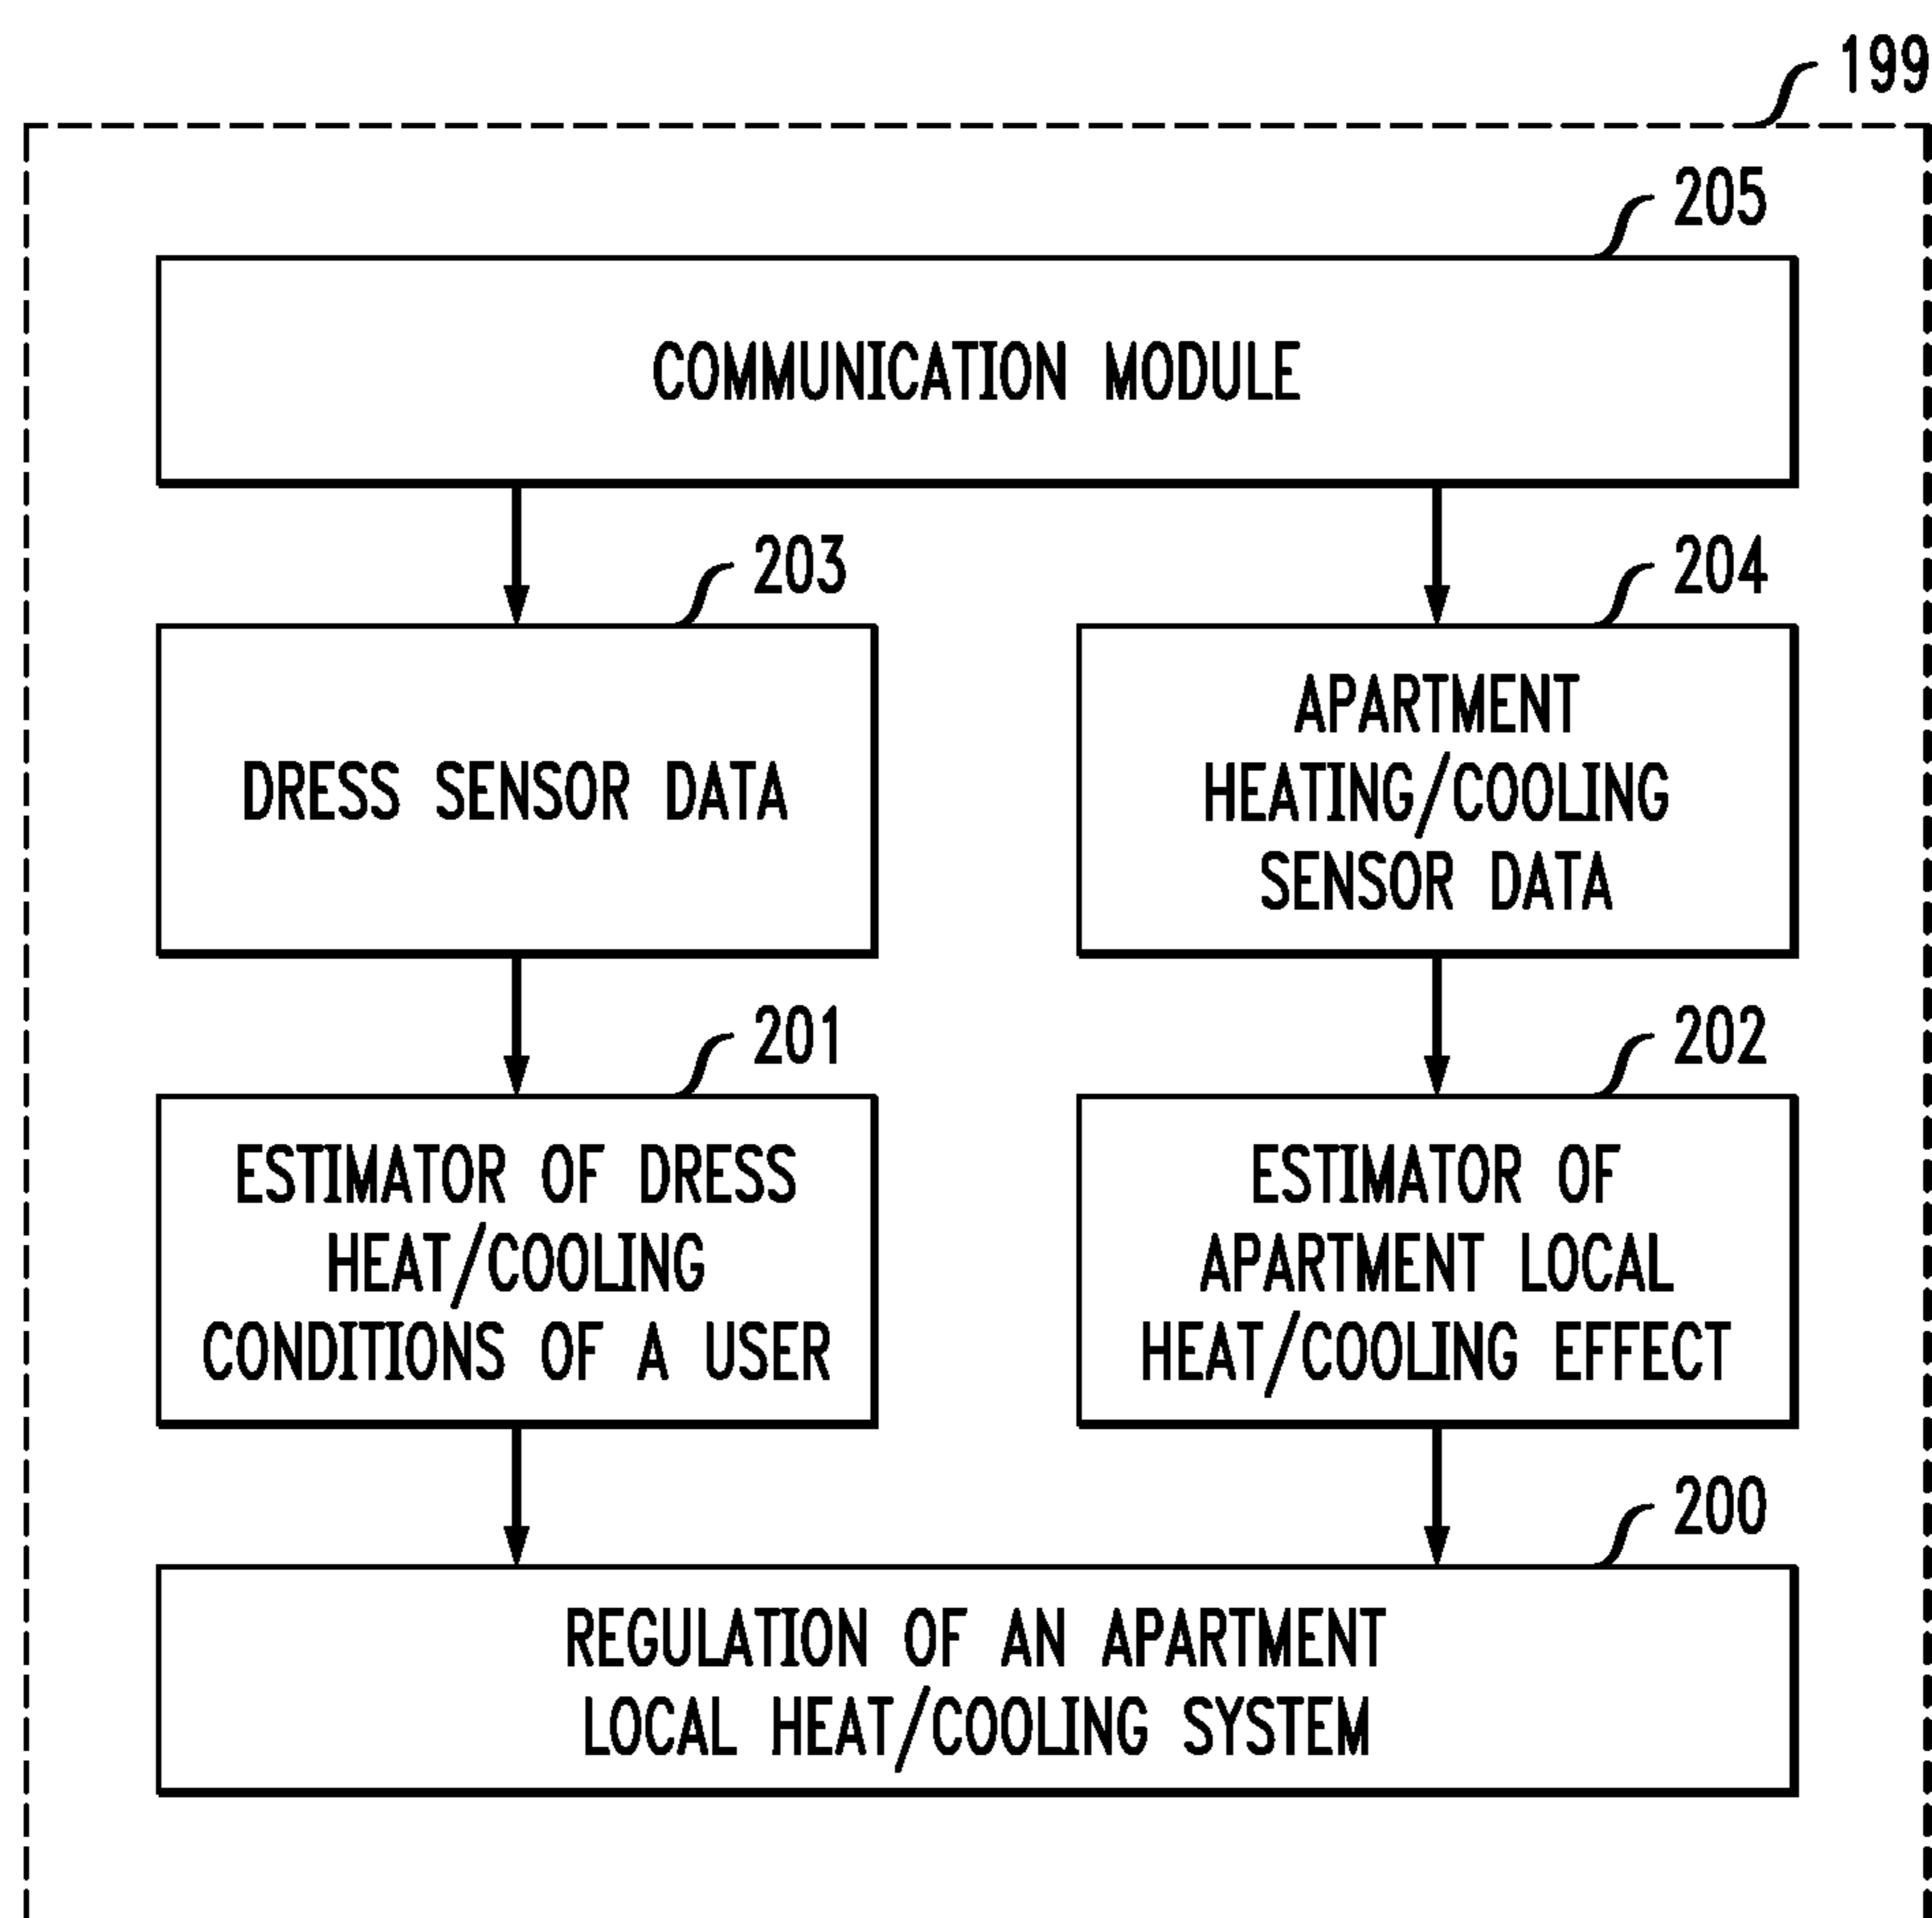 199
205
COMMUNICATION MODULE
203
204
DRESS SENSOR DATA
APARTMENT
HEATING/COOLING
SENSOR DATA
201
202
ESTIMATOR OF DRESS
HEAT/COOLING
CONDITIONS OF A USER
ESTIMATOR OF
APARTMENT LOCAL
HEAT/COOLING EFFECT
200
REGULATION OF AN APARTMENT
LOCAL HEAT/COOLING SYSTEM